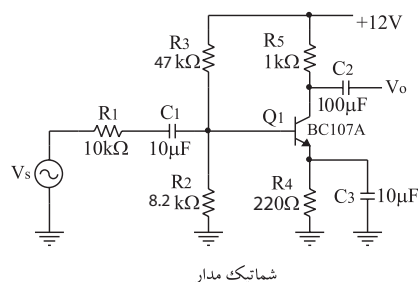 +12V
R3
47 kΩ
R5
1kΩ
C2
Vo
100µF
R1
10kΩ
C1
10µF
Q1
BC107A
Vs
R2
8.2 kΩ
R4
220Ω
C3
10µF
شماتیک مدار